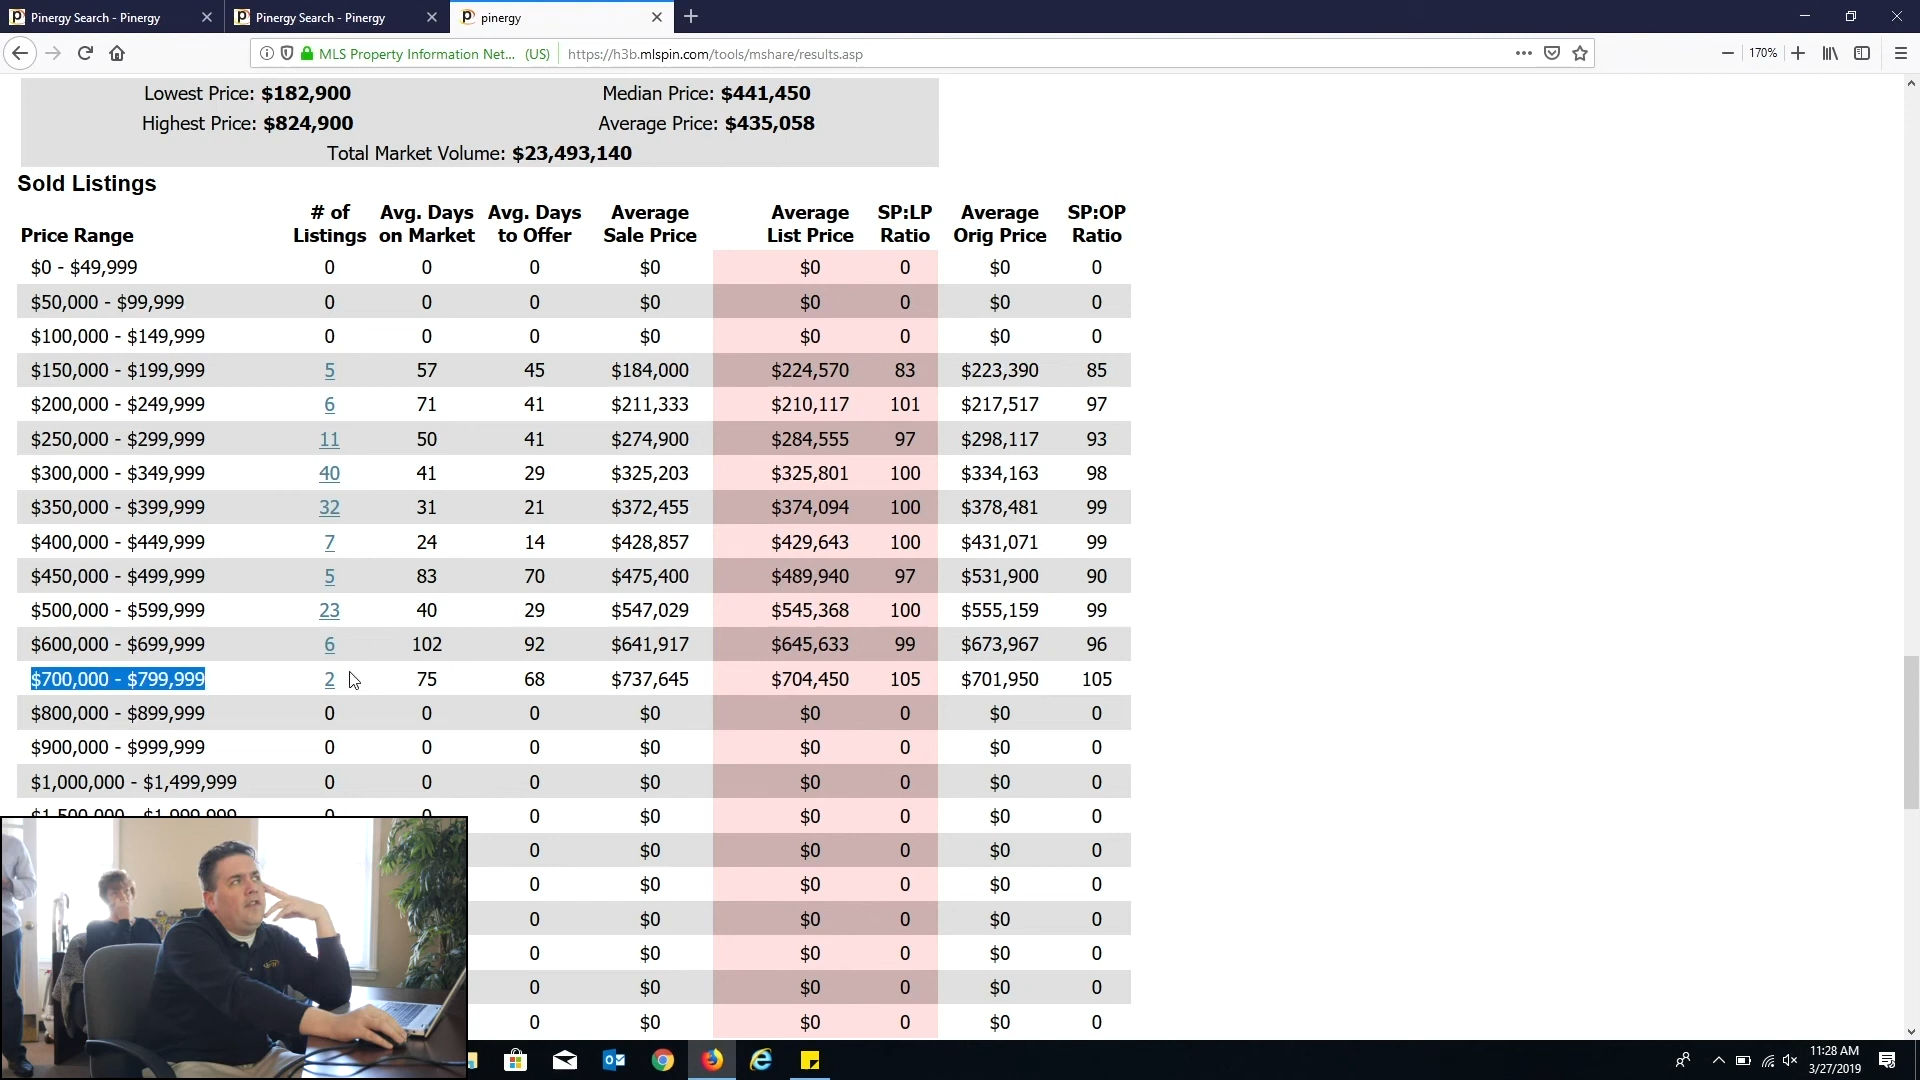 Pinergy Search - Pinergy
Pinergy Search - Pinergy
pinergy
MLS Property Information Net... (US)
https://h3b.mlspin.com/tools/mshare/results.asp
170%
Lowest Price: $182,900 Median Price: $441,450
Highest Price: $824,900 Average Price: $435,058
Total Market Volume: $23,493,140
Sold Listings
# of Avg. Days Avg. Days Average Average SP:LP Average SP:OP
Price Range Listings on Market to Offer Sale Price List Price Ratio Orig Price Ratio
$0 - $49,999 0 0 0 $0 $0 0 $0 0
$50,000 - $99,999 0 0 0 $0 $0 0 $0 0
$100,000 - $149,999 0 0 0 $0 $0 0 $0 0
$150,000 - $199,999 5 57 45 $184,000 $224,570 83 $223,390 85
$200,000 - $249,999 6 71 41 $211,333 $210,117 101 $217,517 97
$250,000 - $299,999 11 50 41 $274,900 $284,555 97 $298,117 93
$300,000 - $349,999 40 41 29 $325,203 $325,801 100 $334,163 98
$350,000 - $399,999 32 31 21 $372,455 $374,094 100 $378,481 99
$400,000 - $449,999 7 24 14 $428,857 $429,643 100 $431,071 99
$450,000 - $499,999 5 83 70 $475,400 $489,940 97 $531,900 90
$500,000 - $599,999 23 40 29 $547,029 $545,368 100 $555,159 99
$600,000 - $699,999 6 102 92 $641,917 $645,633 99 $673,967 96
$700,000 - $799,999 2 75 68 $737,645 $704,450 105 $701,950 105
$800,000 - $899,999 0 0 0 $0 $0 0 $0 0
$900,000 - $999,999 0 0 0 $0 $0 0 $0 0
$1,000,000 - $1,499,999 0 0 0 $0 $0 0 $0 0
$1,500,000 - $1,999,999 0 0 0 $0 $0 0 $0 0
0 $0 $0 0 $0 0
0 $0 $0 0 $0 0
0 $0 $0 0 $0 0
0 $0 $0 0 $0 0
0 $0 $0 0 $0 0
0 $0 $0 0 $0 0
11:28 AM
3/27/2019